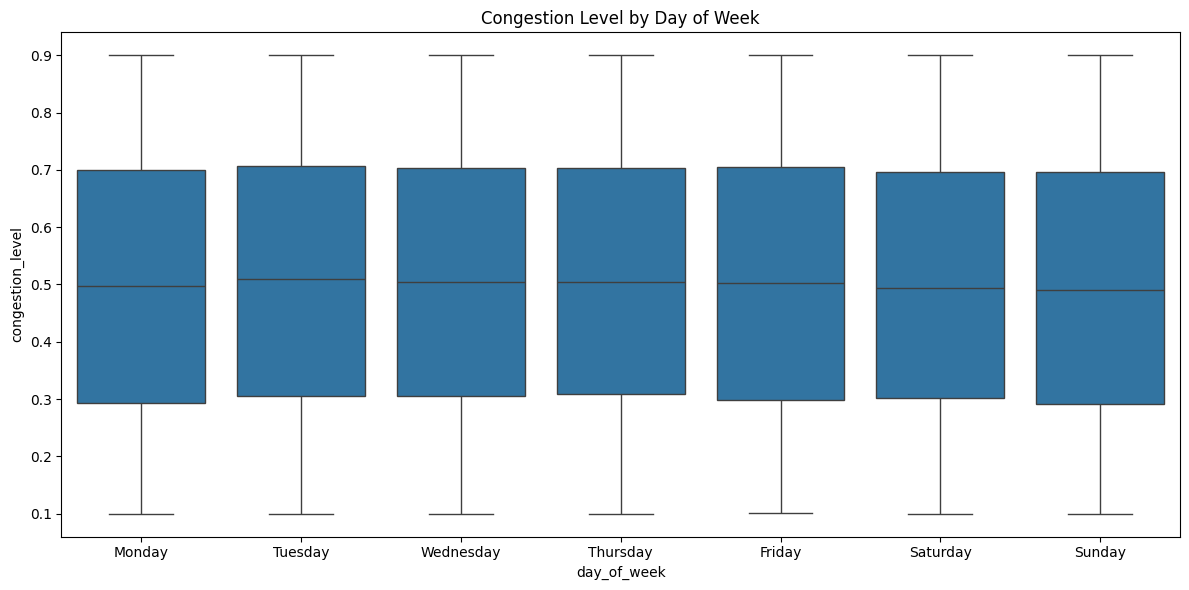 Congestion Level by Day of Week
congestion_level
0.9
0.8
0.7
0.6
0.5
0.4
0.3
0.2
0.1
Monday Tuesday Wednesday Thursday Friday Saturday Sunday
day_of_week